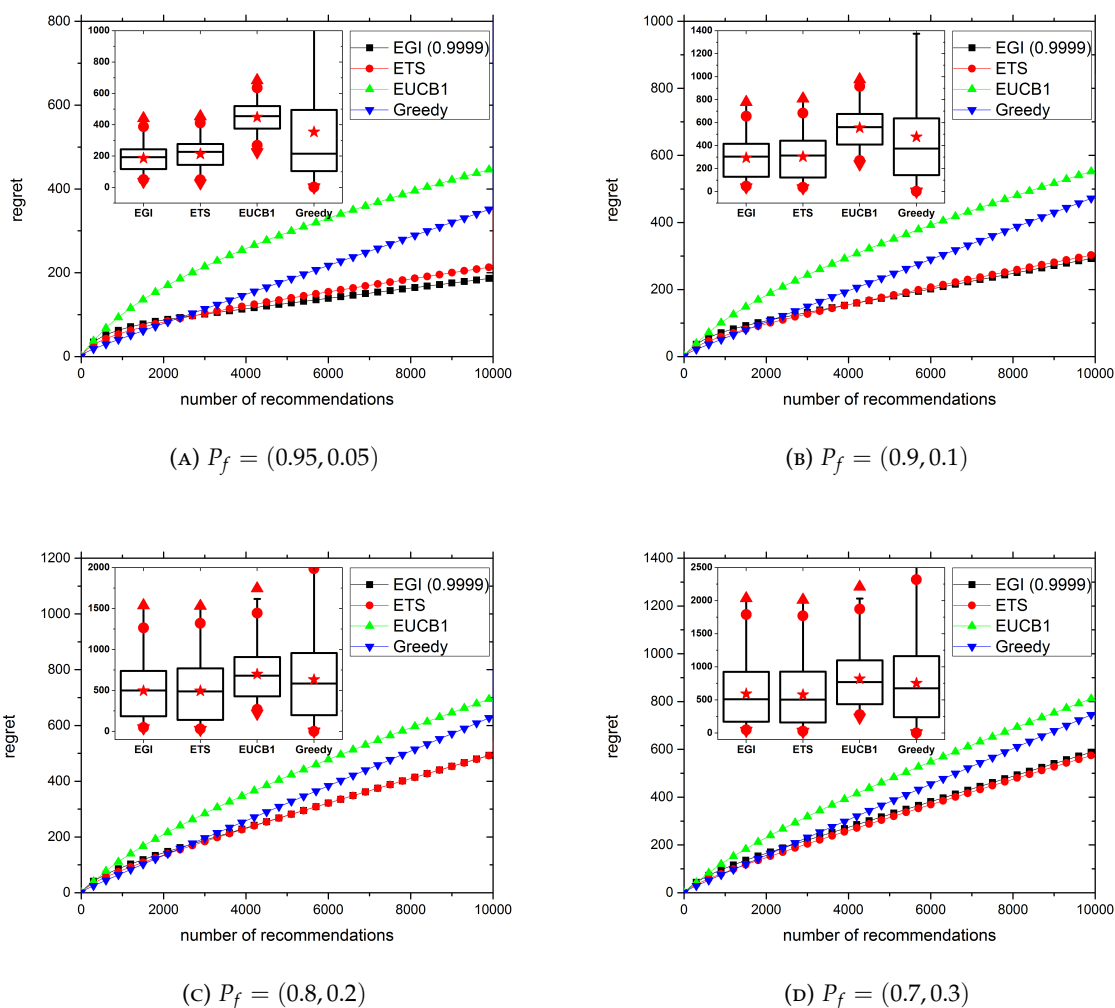 800
600
400
200
0
regret
0 2000 4000 6000 8000 10000
number of recommendations
1000
800
600
400
200
0
EGI ETS EUCB1 Greedy
EGI (0.9999)
ETS
EUCB1
Greedy
(A) P_f = (0.95, 0.05)
1000
800
600
400
200
0
regret
0 2000 4000 6000 8000 10000
number of recommendations
1400
1200
1000
800
600
400
200
0
EGI ETS EUCB1 Greedy
EGI (0.9999)
ETS
EUCB1
Greedy
(B) P_f = (0.9, 0.1)
1200
1000
800
600
400
200
0
regret
0 2000 4000 6000 8000 10000
number of recommendations
2000
1500
1000
500
0
EGI ETS EUCB1 Greedy
EGI (0.9999)
ETS
EUCB1
Greedy
(C) P_f = (0.8, 0.2)
1400
1200
1000
800
600
400
200
0
regret
0 2000 4000 6000 8000 10000
number of recommendations
2500
2000
1500
1000
500
0
EGI ETS EUCB1 Greedy
EGI (0.9999)
ETS
EUCB1
Greedy
(D) P_f = (0.7, 0.3)